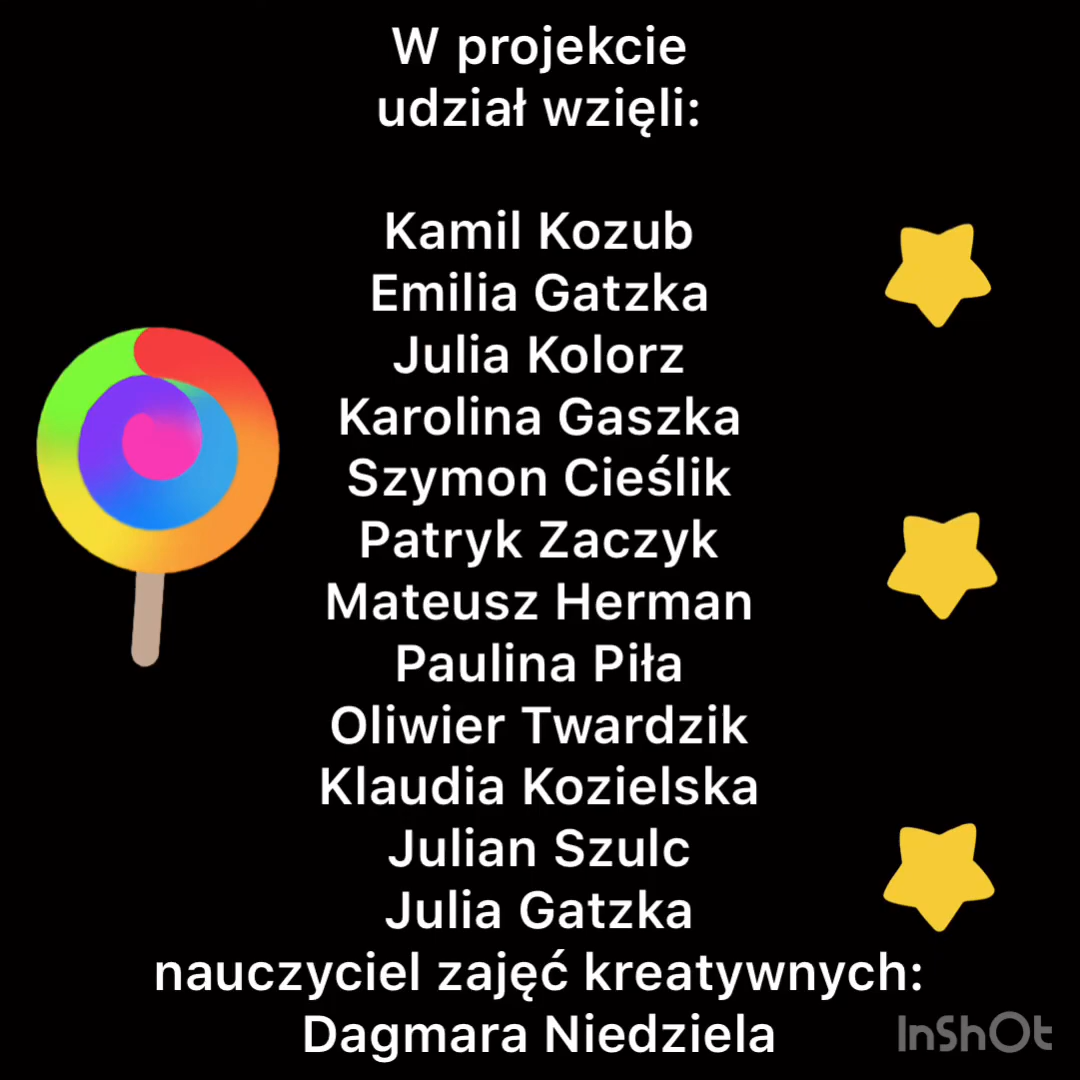 W projekcie
udział wzięli:
Kamil Kozub
Emilia Gatzka
Julia Kolorz
Karolina Gaszka
Szymon Cieślik
Patryk Zaczyk
Mateusz Herman
Paulina Piła
Oliwier Twardzik
Klaudia Kozielska
Julian Szulc
Julia Gatzka
nauczyciel zajęć kreatywnych:
Dagmara Niedziela
InShOt